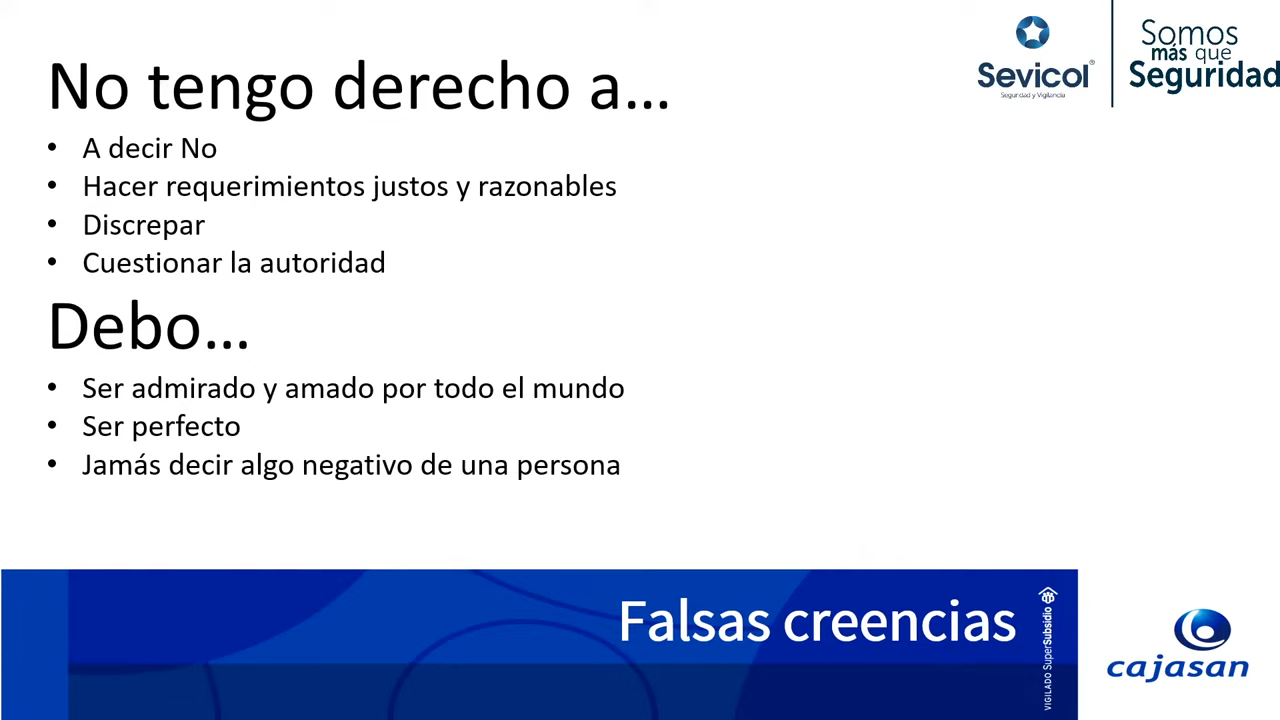 No tengo derecho a...
• A decir No
• Hacer requerimientos justos y razonables
• Discrepar
• Cuestionar la autoridad
Debo...
• Ser admirado y amado por todo el mundo
• Ser perfecto
• Jamás decir algo negativo de una persona
Sevicol®
Seguridad y Vigilancia
Somos
más que
Seguridad
Falsas creencias
VIGILADO SuperSubsidio
cajasan